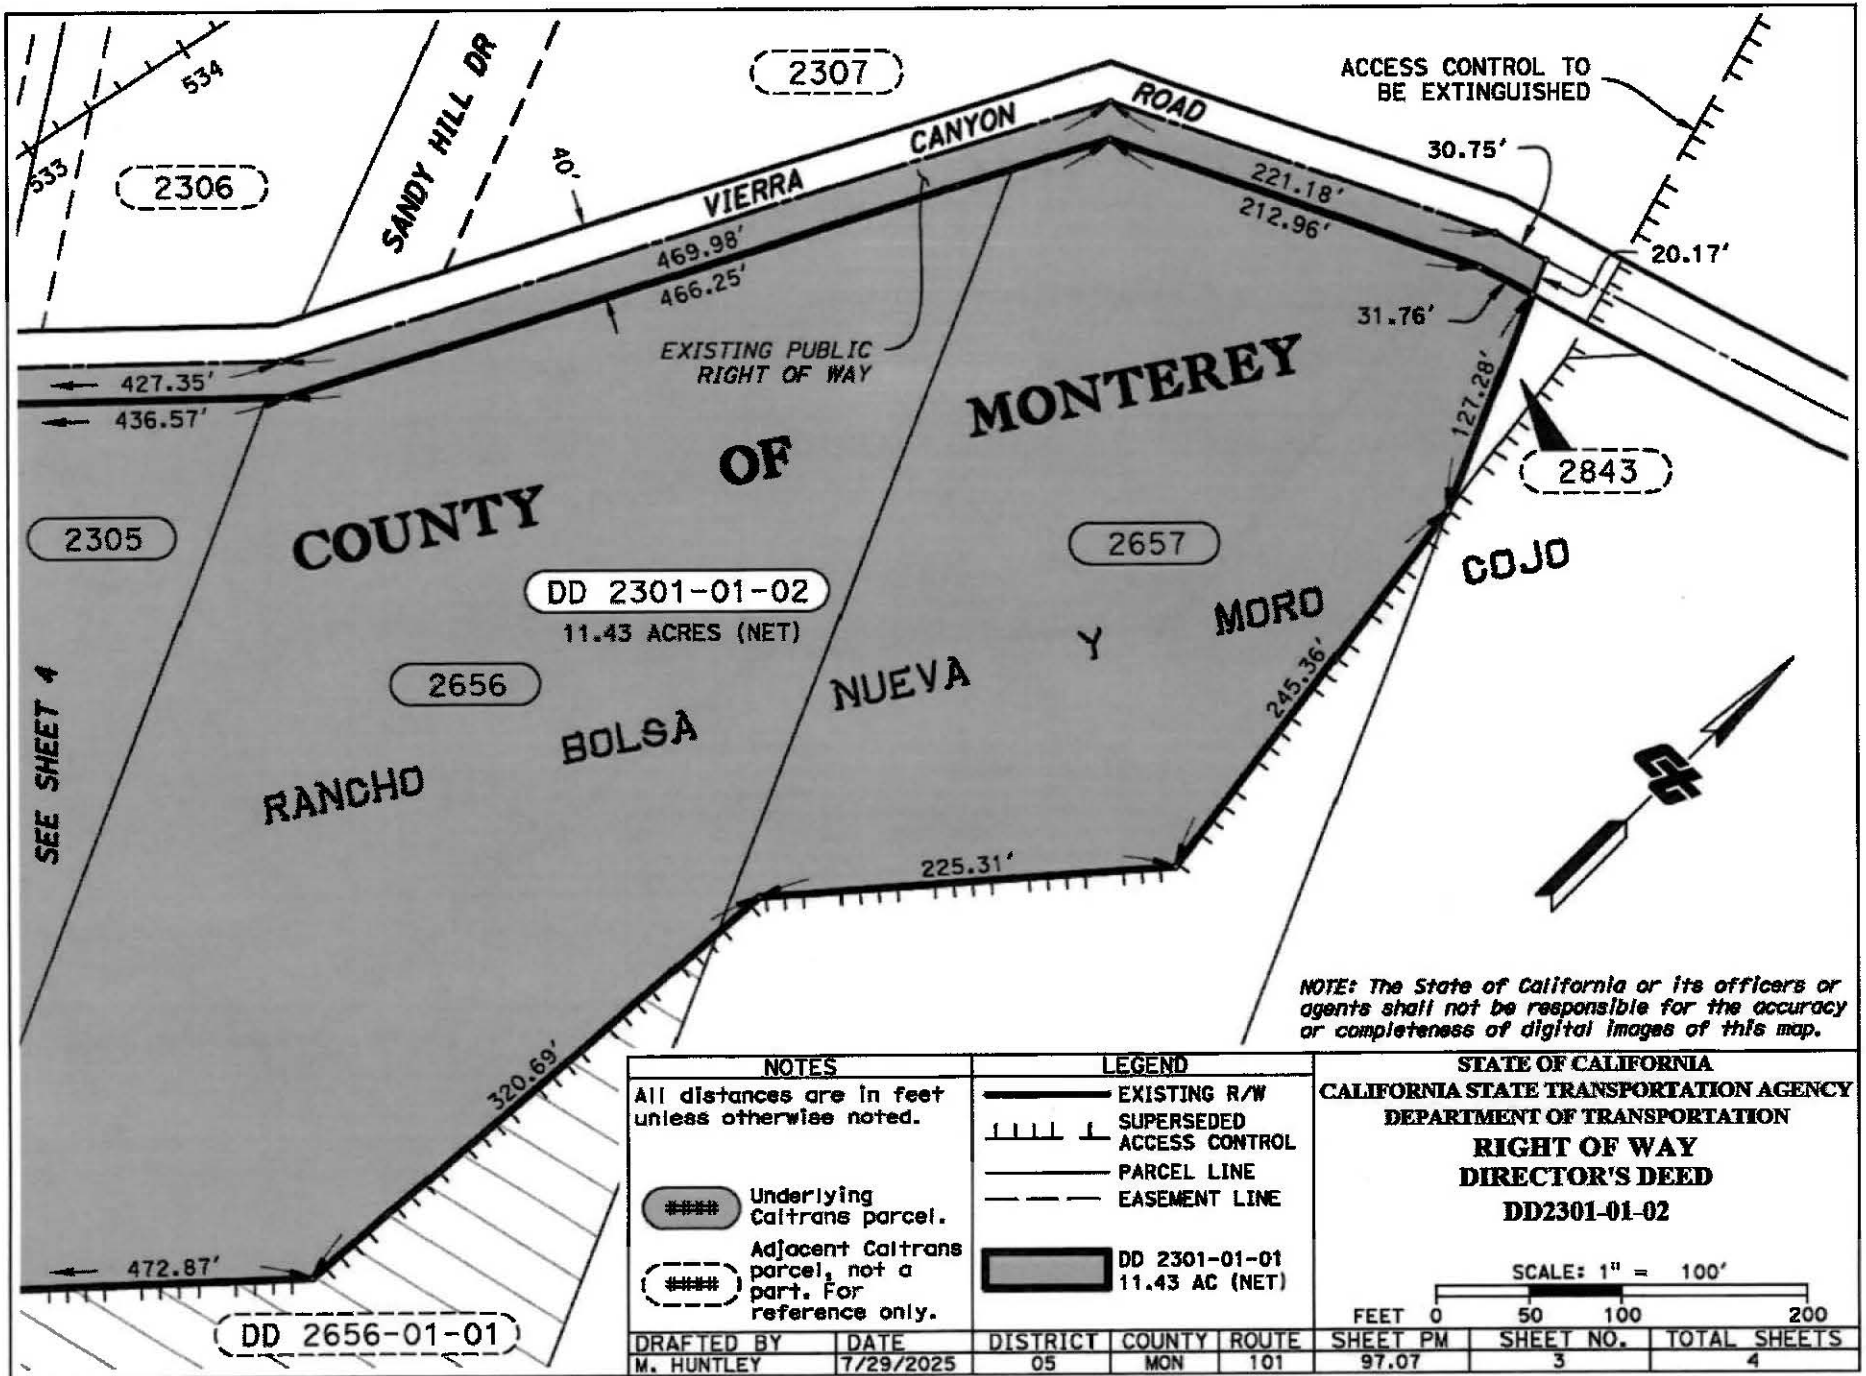 534
533
2306
SANDY HILL DR
2307
40'
VIERRA CANYON ROAD
ACCESS CONTROL TO
BE EXTINGUISHED
30.75'
20.17'
31.76'
221.18'
212.96'
469.98'
466.25'
EXISTING PUBLIC
RIGHT OF WAY
427.35'
436.57'
127.28'
2843
COUNTY OF MONTEREY
2305
2657
DD 2301-01-02
11.43 ACRES (NET)
2656
RANCHO BOLSA NUEVA Y MORO COJO
SEE SHEET 4
245.36'
225.31'
320.69'
472.87'
DD 2656-01-01
ct
NOTE: The State of California or its officers or
agents shall not be responsible for the accuracy
or completeness of digital images of this map.
NOTES
All distances are in feet
unless otherwise noted.
####
Underlying
Caltrans parcel.
####
Adjacent Caltrans
parcel, not a
part. For
reference only.
LEGEND
EXISTING R/W
SUPERSEDED
ACCESS CONTROL
PARCEL LINE
EASEMENT LINE
DD 2301-01-01
11.43 AC (NET)
STATE OF CALIFORNIA
CALIFORNIA STATE TRANSPORTATION AGENCY
DEPARTMENT OF TRANSPORTATION
RIGHT OF WAY
DIRECTOR'S DEED
DD2301-01-02
SCALE: 1" = 100'
FEET 0 50 100 200
DRAFTED BY DATE DISTRICT COUNTY ROUTE SHEET PM SHEET NO. TOTAL SHEETS
M. HUNTLEY 7/29/2025 05 MON 101 97.07 3 4